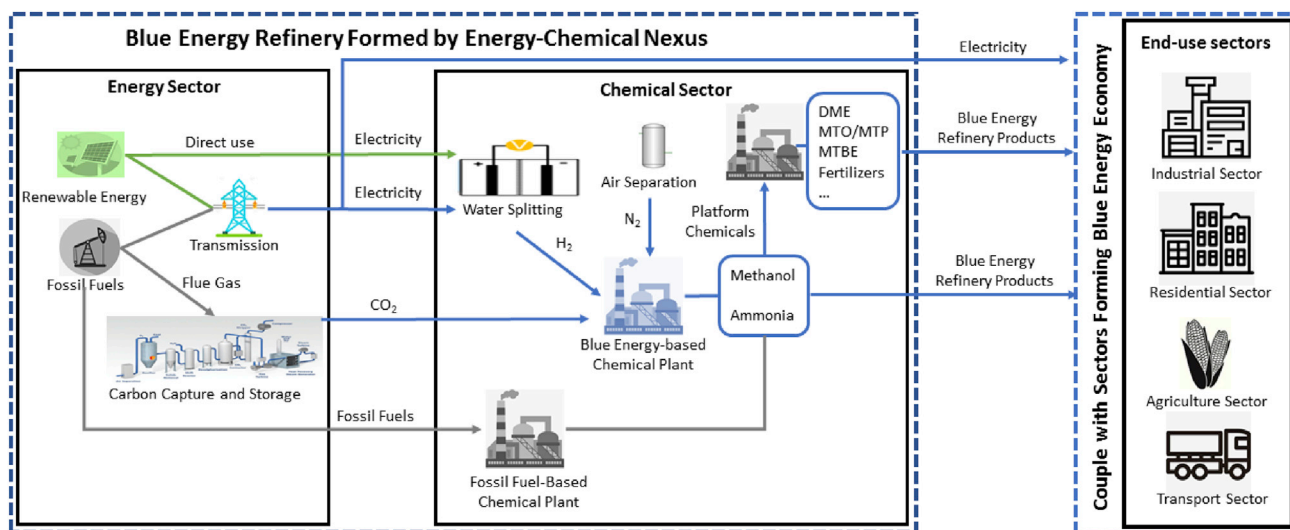 Blue Energy Refinery Formed by Energy-Chemical Nexus
Energy Sector
Renewable Energy
Direct use
Transmission
Fossil Fuels
Flue Gas
Carbon Capture and Storage
Electricity
Electricity
CO₂
Fossil Fuels
Chemical Sector
Water Splitting
Air Separation
H₂
N₂
Platform
Chemicals
DME
MTO/MTP
MTBE
Fertilizers
...
Methanol
Ammonia
Blue Energy-based
Chemical Plant
Fossil Fuel-Based
Chemical Plant
Electricity
Blue Energy
Refinery Products
Blue Energy
Refinery Products
Couple with Sectors Forming Blue Energy Economy
End-use sectors
Industrial Sector
Residential Sector
Agriculture Sector
Transport Sector